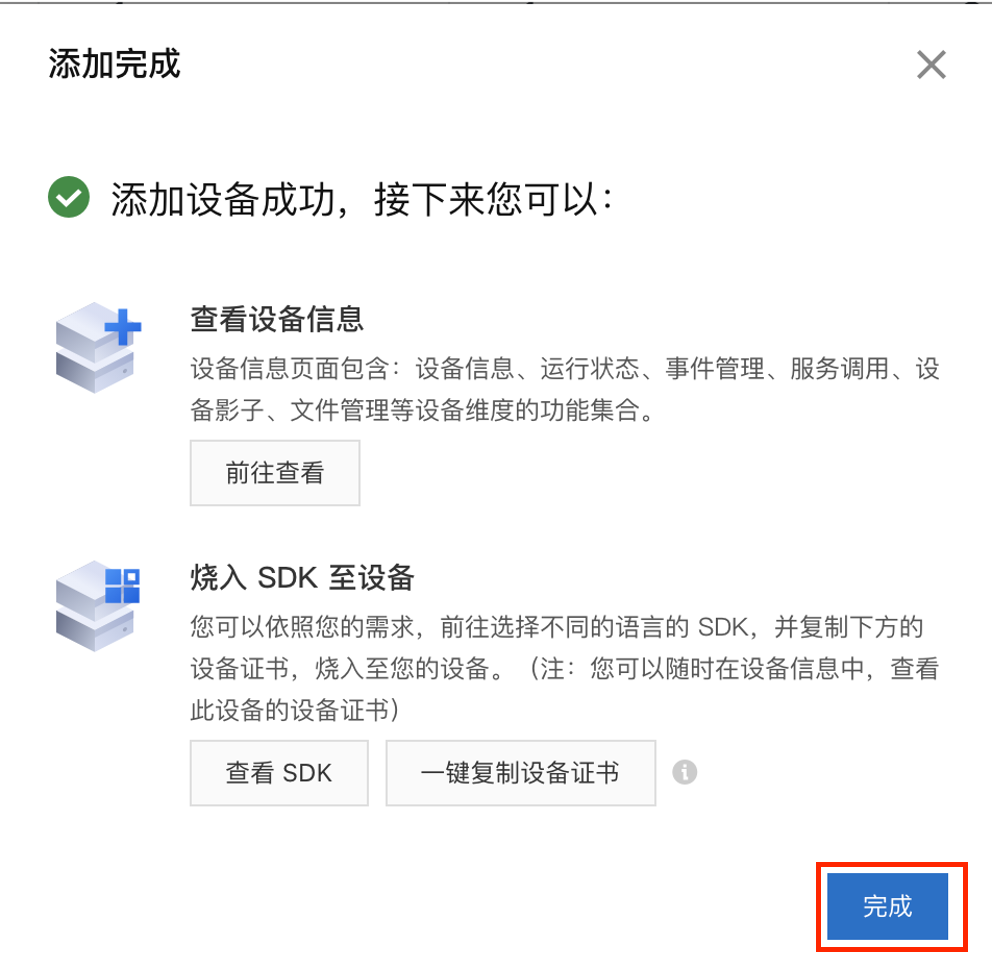 添加完成
添加设备成功，接下来您可以：
查看设备信息
设备信息页面包含：设备信息、运行状态、事件管理、服务调用、设
备影子、文件管理等设备维度的功能集合。
前往查看
烧入 SDK 至设备
您可以依照您的需求，前往选择不同的语言的 SDK，并复制下方的
设备证书，烧入至您的设备。（注：您可以随时在设备信息中，查看
此设备的设备证书）
查看 SDK
一键复制设备证书
完成